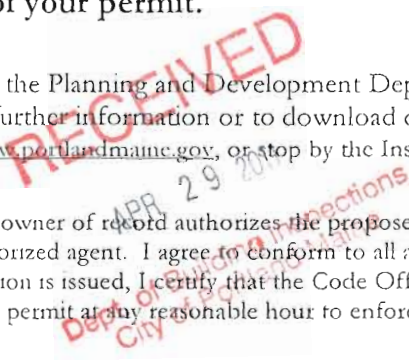 of your permit.
RECEIVED
the Planning and Development Dep
further information or to download
w.portlandmaine.gov, or stop by the Ins
APR 29
owner of record authorizes the propose
orized agent. I agree to conform to all a
ion is issued, I certify that the Code Off
permit at any reasonable hour to enforc
Dept. of Building Inspections
City of Portland Maine